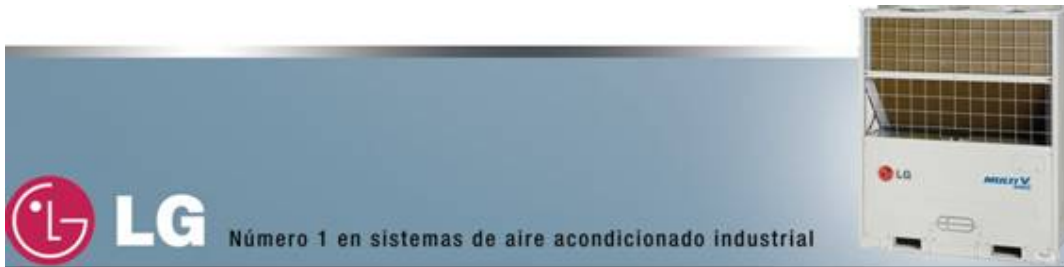 LG Número 1 en sistemas de aire acondicionado industrial
LG MULTI V